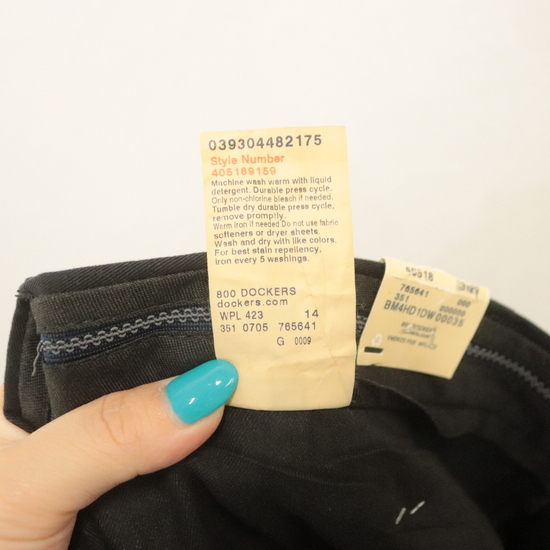 039304482175
Style Number
405189159
Machine wash warm with liquid
detergent. Durable press cycle.
Only non-chlorine bleach if needed.
Tumble dry durable press cycle,
remove promptly.
Warm iron if needed.Do not use fabric
softeners or dryer sheets.
Wash and dry with like colors.
For best stain repellency,
iron every 5 washings.
800 DOCKERS
dockers.com
WPL 423 14
351 0705 765641
G 0009
765641 000
351 000000
BM4HD1DW00035